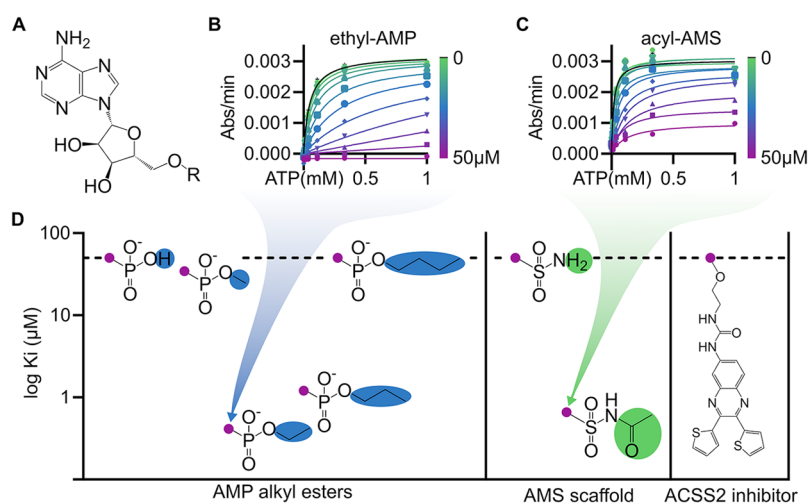 A
NH2
N
N
N
N
HO
HO
O
O
R
B
ethyl-AMP
Abs/min
0.003
0.002
0.001
0.000
ATP(mM) 0.5 1
0
50µM
C
acyl-AMS
Abs/min
0.003
0.002
0.001
0.000
ATP(mM) 0.5 1
0
50µM
D
log Ki (µM)
100
10
1
O-
P
OH
O
O-
P
O
O
O-
P
O
O
O-
P
O
O
O-
P
O
O
O
S
NH2
O
O
H
S
N
O
O
O
HN
O
NH
N
N
S
S
AMP alkyl esters
AMS scaffold
ACSS2 inhibitor